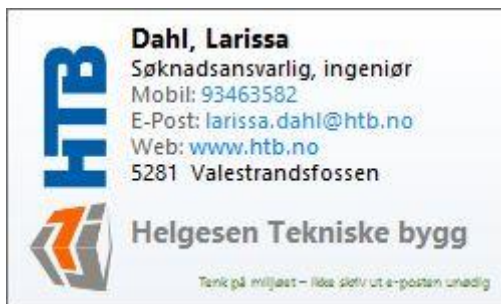 HTB
Dahl, Larissa
Søknadsansvarlig, ingeniør
Mobil: 93463582
E-Post: larissa.dahl@htb.no
Web: www.htb.no
5281 Valestrandsfossen
Helgesen Tekniske bygg
Tenk på miljøet – ikke skriv ut e-posten unødig